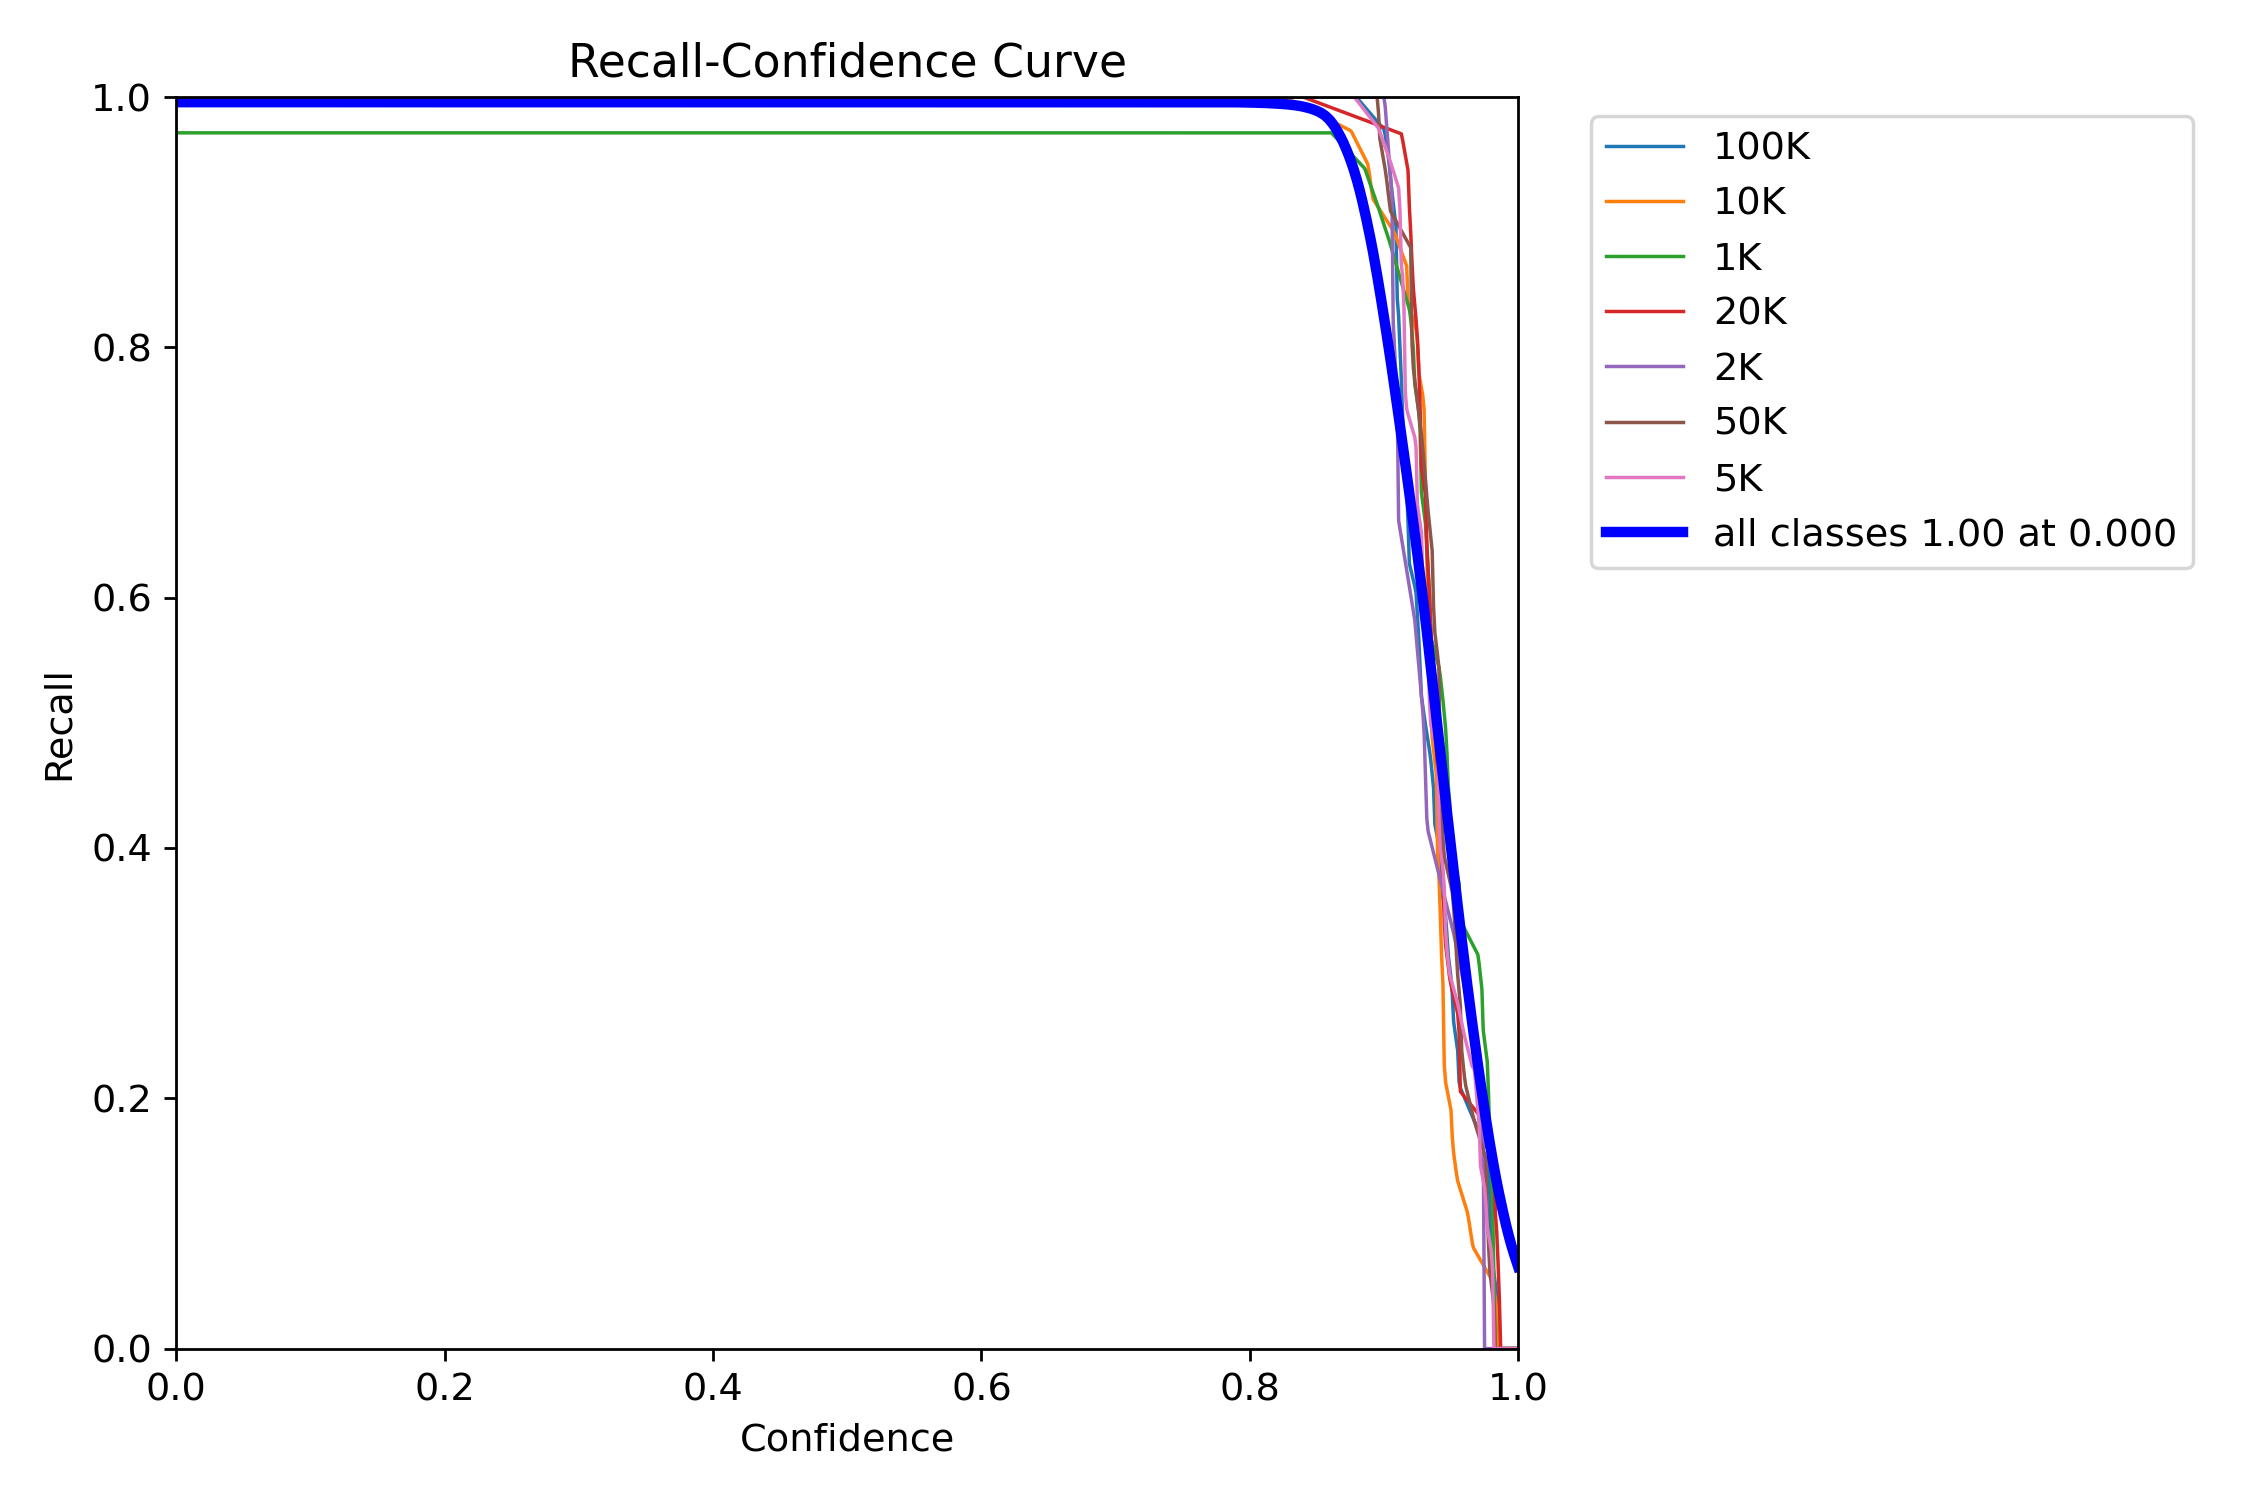 Recall-Confidence Curve
1.0
0.8
0.6
0.4
0.2
0.0
Recall
0.0 0.2 0.4 0.6 0.8 1.0
Confidence
100K
10K
1K
20K
2K
50K
5K
all classes 1.00 at 0.000